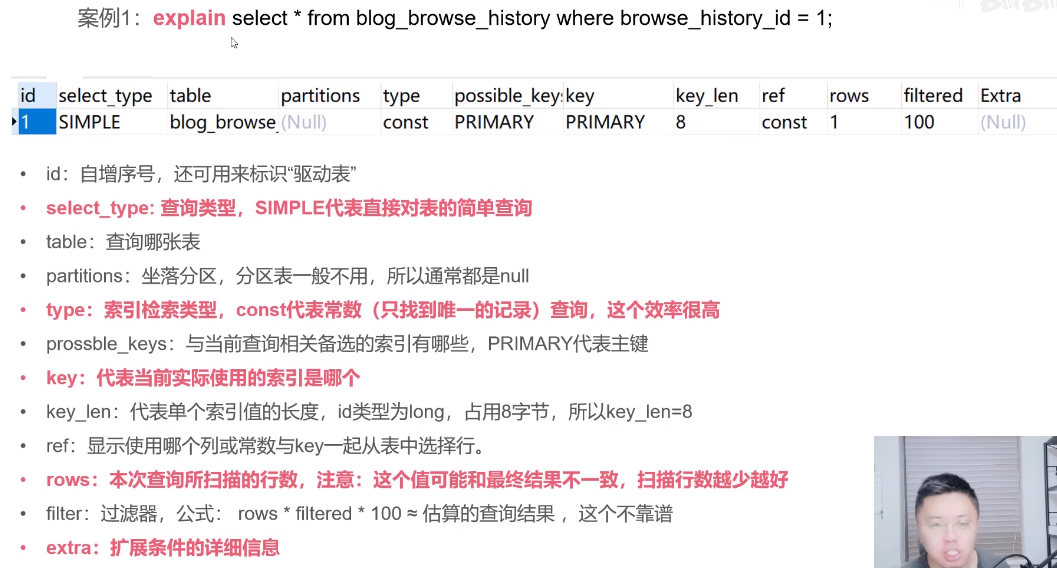 案例1：explain select * from blog_browse_history where browse_history_id = 1;
id select_type table partitions type possible_key key key_len ref rows filtered Extra
1 SIMPLE blog_browse_ (Null) const PRIMARY PRIMARY 8 const 1 100 (Null)
• id：自增序号，还可用来标识“驱动表”
• select_type: 查询类型，SIMPLE代表直接对表的简单查询
• table：查询哪张表
• partitions：坐落分区，分区表一般不用，所以通常都是null
• type：索引检索类型，const代表常数（只找到唯一的记录）查询，这个效率很高
• prossble_keys：与当前查询相关备选的索引有哪些，PRIMARY代表主键
• key：代表当前实际使用的索引是哪个
• key_len：代表单个索引值的长度，id类型为long，占用8字节，所以key_len=8
• ref：显示使用哪个列或常数与key一起从表中选择行。
• rows：本次查询所扫描的行数，注意：这个值可能和最终结果不一致，扫描行数越少越好
• filter：过滤器，公式： rows * filtered * 100 ≈ 估算的查询结果 ，这个不靠谱
• extra：扩展条件的详细信息